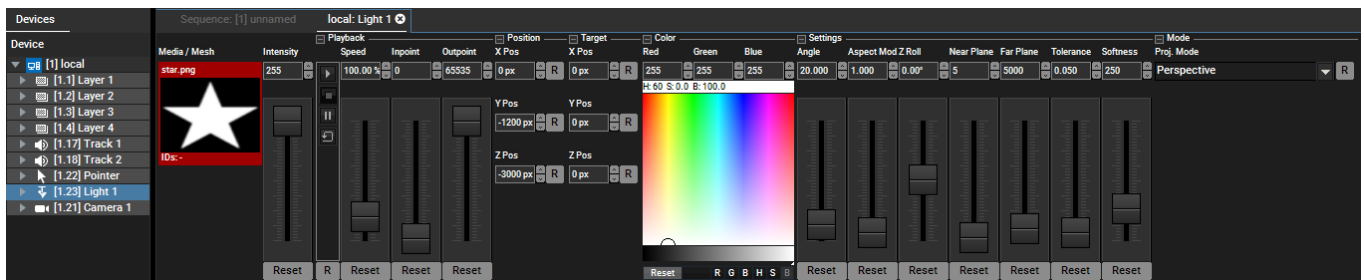 Devices
Sequence: [1] unnamed
local: Light 1
Device
[1] local
[1.1] Layer 1
[1.2] Layer 2
[1.3] Layer 3
[1.4] Layer 4
[1.17] Track 1
[1.18] Track 2
[1.22] Pointer
[1.23] Light 1
[1.21] Camera 1
Playback Position Target Color Settings Mode
Media / Mesh Intensity Speed Inpoint Outpoint X Pos X Pos Red Green Blue Angle Aspect Mod Z Roll Near Plane Far Plane Tolerance Softness Proj. Mode
star.png 255 100.00 % 0 65535 0 px R 0 px R 255 255 255 20.000 1.000 0.00° 5 5000 0.050 250 Perspective R
H: 60 S: 0.0 B: 100.0
Y Pos Y Pos
-1200 px R 0 px R
IDs: -
Z Pos Z Pos
-3000 px R 0 px R
Reset R Reset Reset Reset Reset R G B H S B Reset Reset Reset Reset Reset Reset Reset